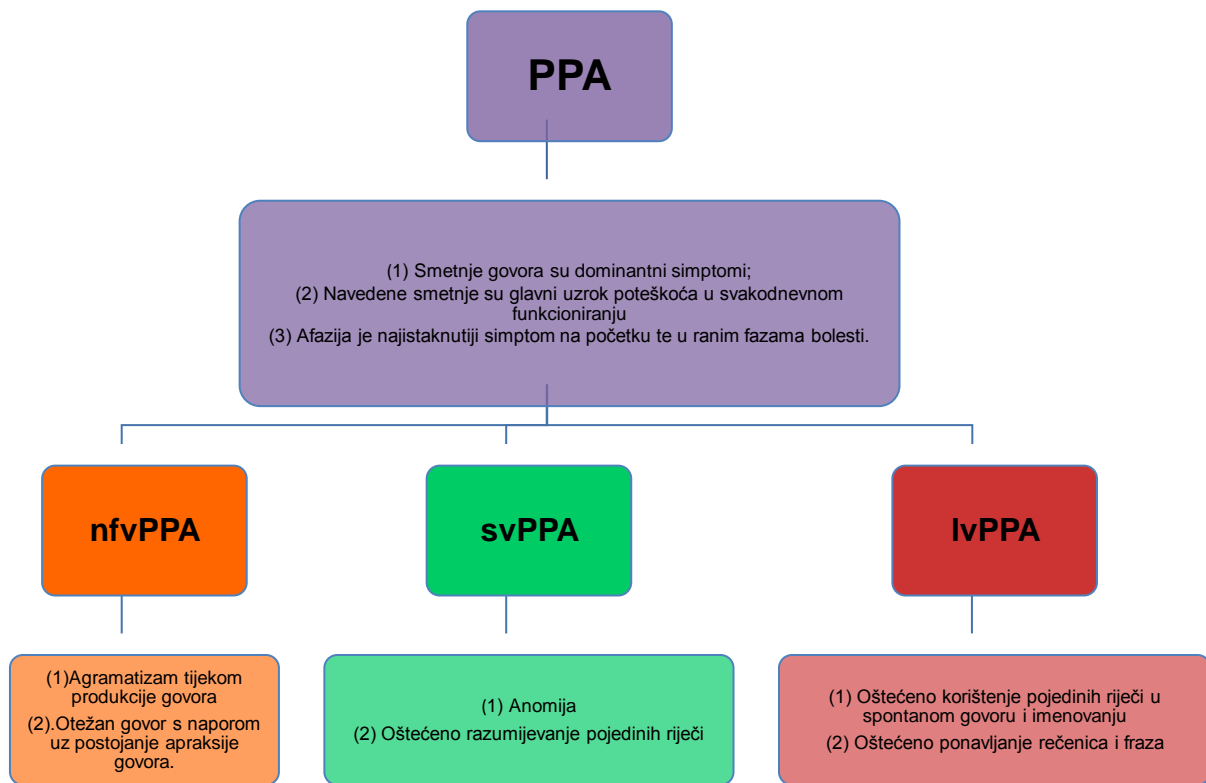 PPA
(1) Smetnje govora su dominantni simptomi;
(2) Navedene smetnje su glavni uzrok poteškoća u svakodnevnom
funkcioniranju
(3) Afazija je najistaknutiji simptom na početku te u ranim fazama bolesti.
nfvPPA
svPPA
lvPPA
(1)Agramatizam tijekom
produkcije govora
(2).Otežan govor s naporom
uz postojanje apraksije
govora.
(1) Anomija
(2) Oštećeno razumijevanje pojedinih riječi
(1) Oštećeno korištenje pojedinih riječi u
spontanom govoru i imenovanju
(2) Oštećeno ponavljanje rečenica i fraza